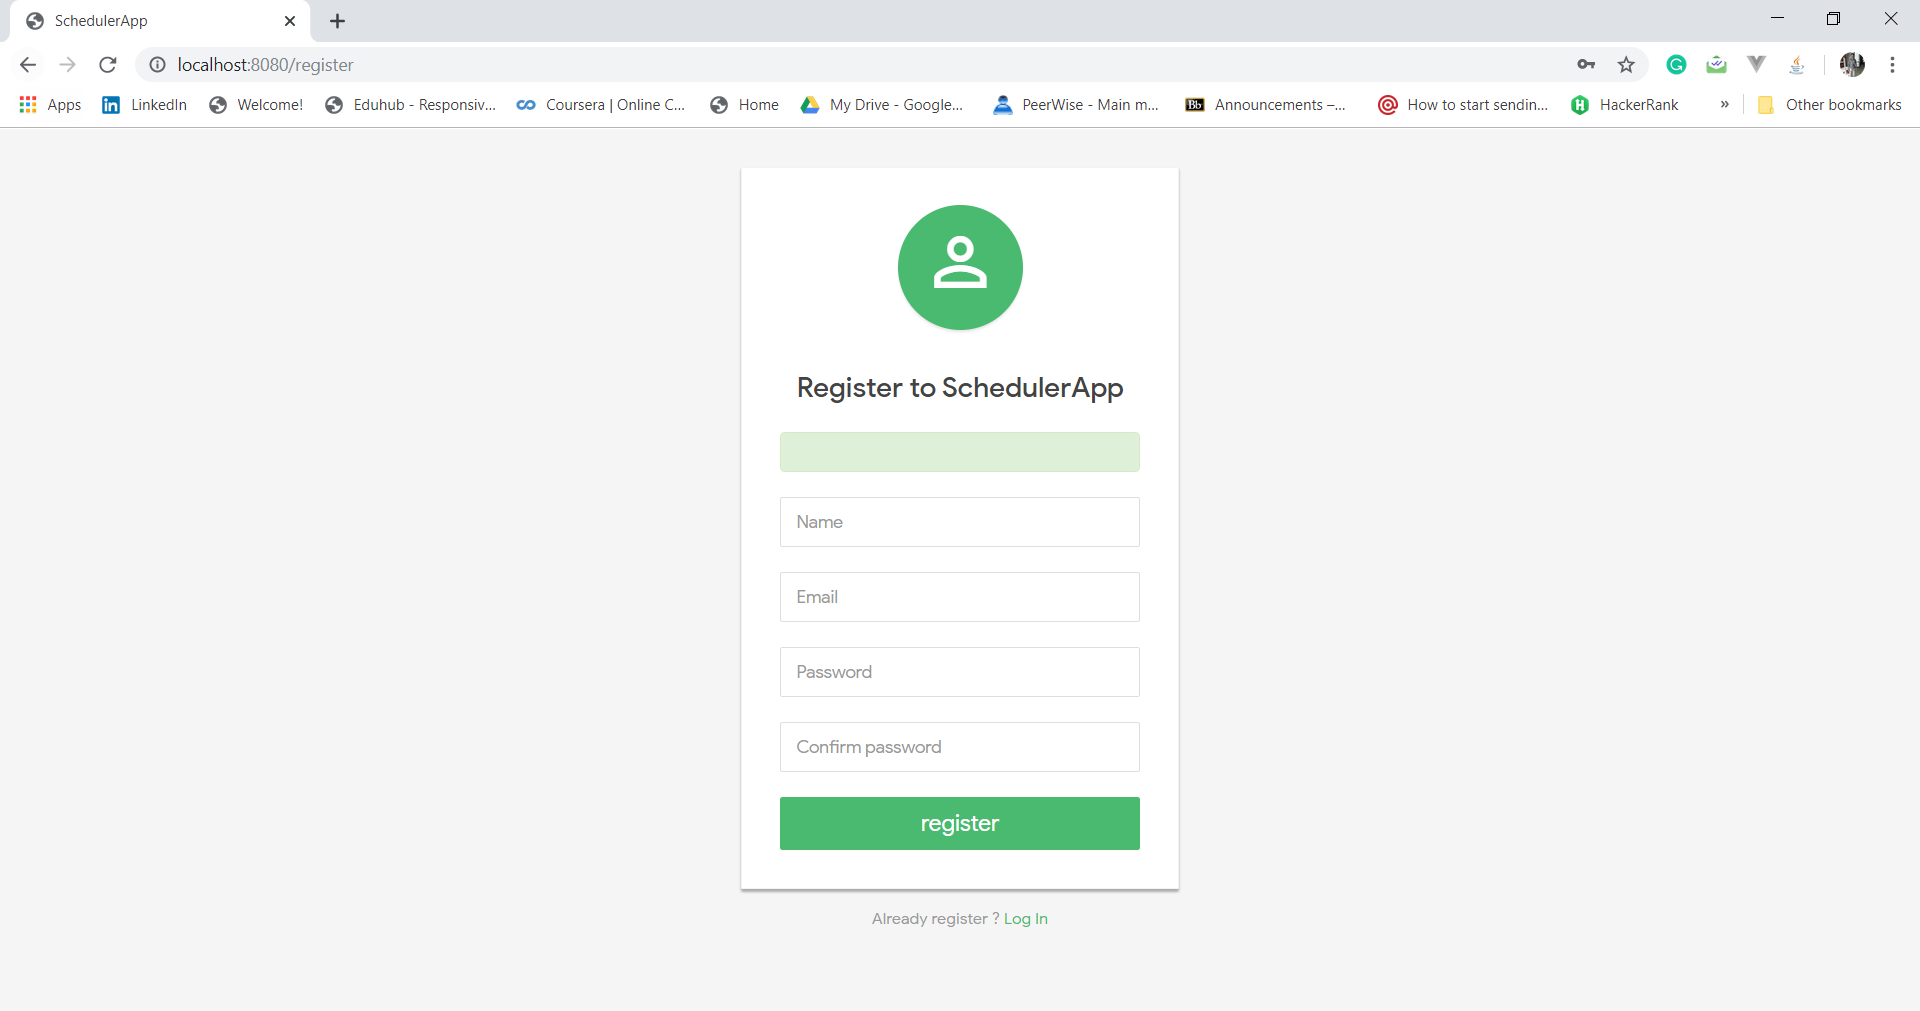 SchedulerApp
localhost:8080/register
Apps LinkedIn Welcome! Eduhub - Responsiv... Coursera | Online C... Home My Drive - Google... PeerWise - Main m... Bb Announcements –... How to start sendin... HackerRank » Other bookmarks
Register to SchedulerApp
Name
Email
Password
Confirm password
register
Already register ? Log In